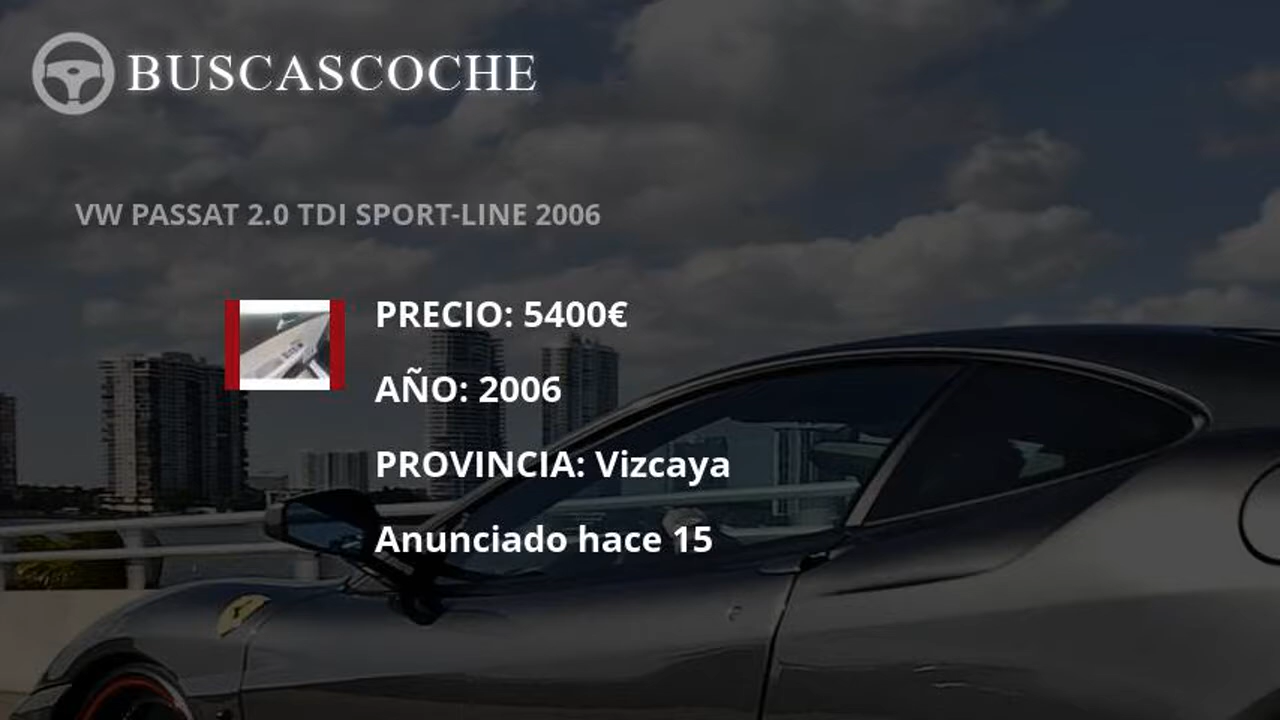 BUSCASCOCHE
VW PASSAT 2.0 TDI SPORT-LINE 2006
PRECIO: 5400€
AÑO: 2006
PROVINCIA: Vizcaya
Anunciado hace 15